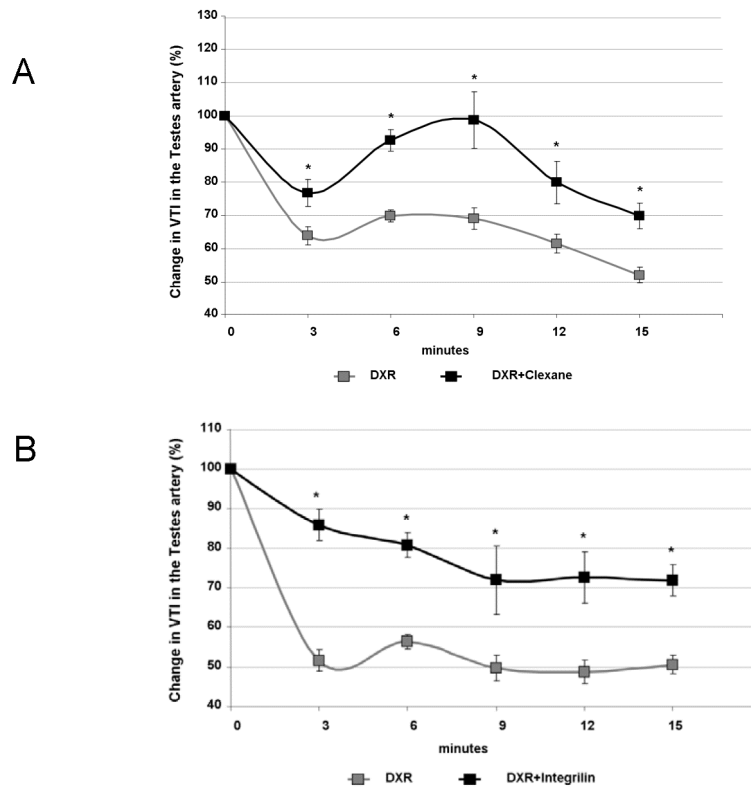 A
Change in VTI in the Testes artery (%)
130
120
110
100
90
80
70
60
50
40
*
*
*
*
*
0 3 6 9 12 15
minutes
DXR DXR+Clexane
B
Change in VTI in the Testes artery (%)
110
100
90
80
70
60
50
40
*
*
*
*
*
0 3 6 9 12 15
minutes
DXR DXR+Integrilin